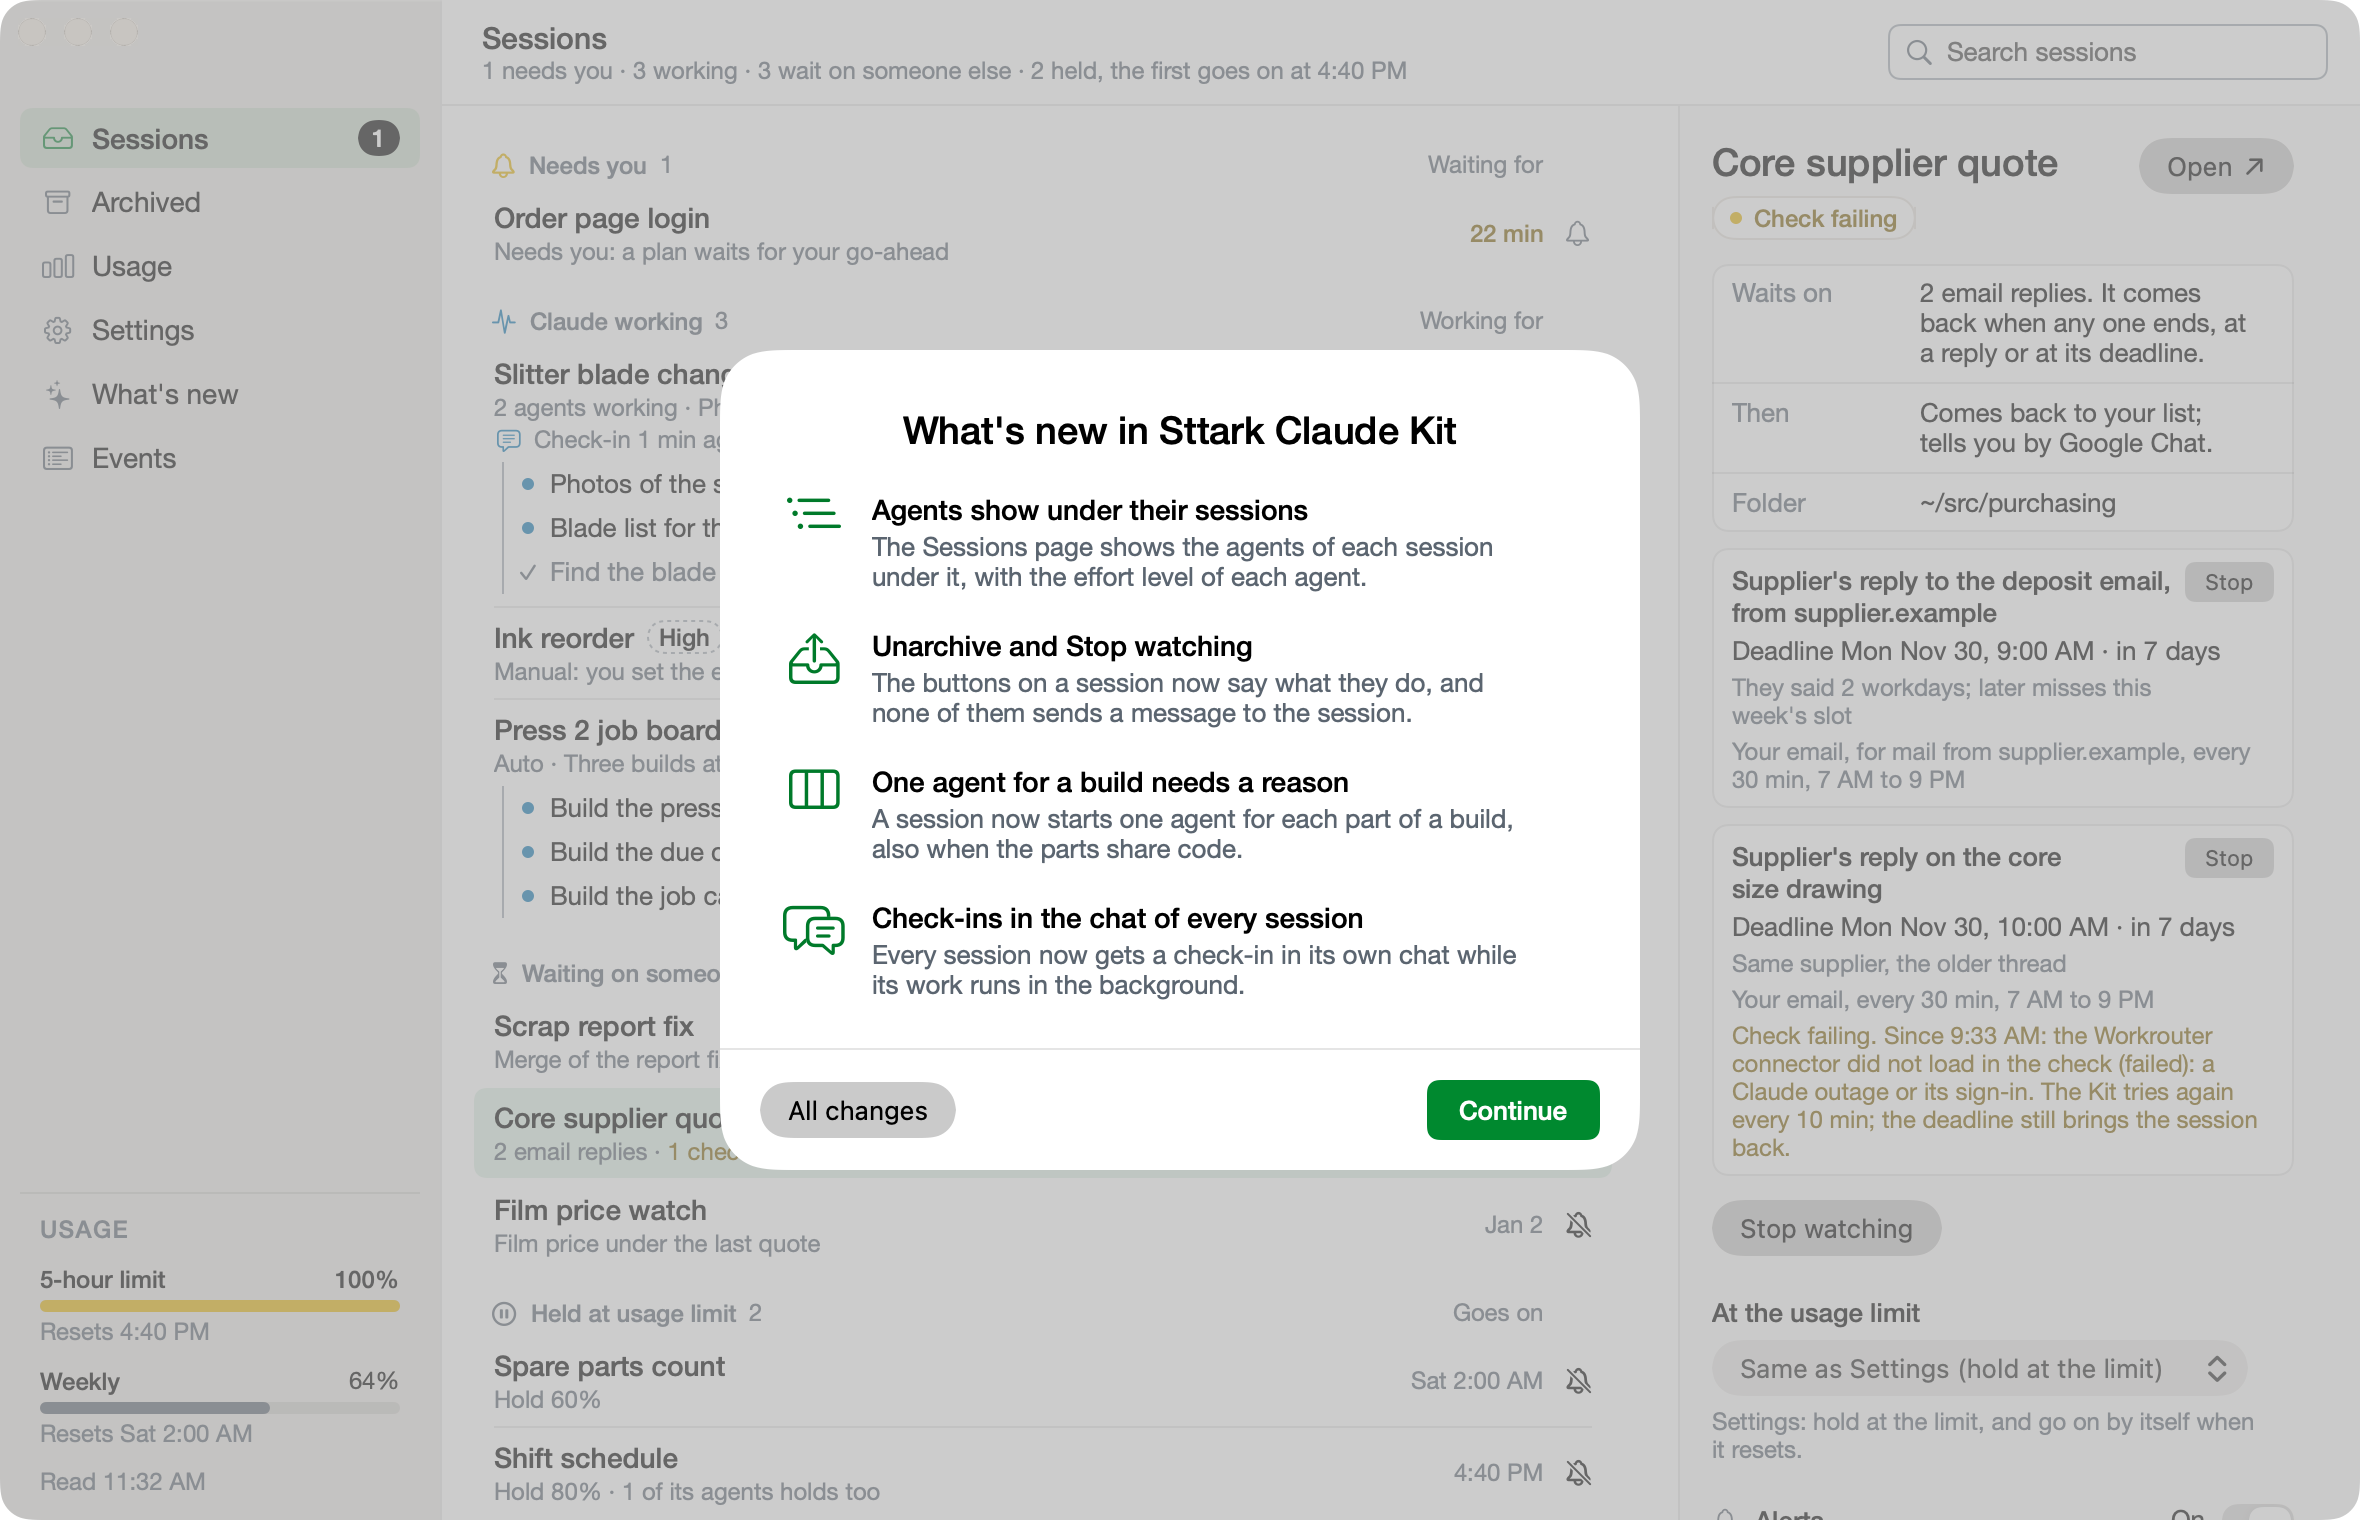 Sessions
1 needs you · 3 working · 3 wait on someone else · 2 held, the first goes on at 4:40 PM
Search sessions
Sessions 1
Archived
Usage
Settings
What's new
Events
USAGE
5-hour limit 100%
Resets 4:40 PM
Weekly 64%
Resets Sat 2:00 AM
Read 11:32 AM
Needs you 1 Waiting for
Order page login
22 min
Needs you: a plan waits for your go-ahead
Claude working 3 Working for
Slitter blade
2 agents working ·
Check-in 1 min
Photos of the
Blade list for
Find the blade
Ink reorder High
Manual: you set the
Press 2 job board
Auto · Three builds
Build the press
Build the due
Build the job
Waiting on
Scrap report fix
Merge of the report
Core supplier
2 email replies · 1
Film price watch
Jan 2
Film price under the last quote
Held at usage limit 2 Goes on
Spare parts count
Sat 2:00 AM
Hold 60%
Shift schedule
4:40 PM
Hold 80% · 1 of its agents holds too
What's new in Sttark Claude Kit
Agents show under their sessions
The Sessions page shows the agents of each session
under it, with the effort level of each agent.
Unarchive and Stop watching
The buttons on a session now say what they do, and
none of them sends a message to the session.
One agent for a build needs a reason
A session now starts one agent for each part of a build,
also when the parts share code.
Check-ins in the chat of every session
Every session now gets a check-in in its own chat while
its work runs in the background.
All changes
Continue
Core supplier quote
Open
Check failing
Waits on 2 email replies. It comes
back when any one ends, at
a reply or at its deadline.
Then Comes back to your list;
tells you by Google Chat.
Folder ~/src/purchasing
Supplier's reply to the deposit email, Stop
from supplier.example
Deadline Mon Nov 30, 9:00 AM · in 7 days
They said 2 workdays; later misses this
week's slot
Your email, for mail from supplier.example, every
30 min, 7 AM to 9 PM
Supplier's reply on the core Stop
size drawing
Deadline Mon Nov 30, 10:00 AM · in 7 days
Same supplier, the older thread
Your email, every 30 min, 7 AM to 9 PM
Check failing. Since 9:33 AM: the Workrouter
connector did not load in the check (failed): a
Claude outage or its sign-in. The Kit tries again
every 10 min; the deadline still brings the session
back.
Stop watching
At the usage limit
Same as Settings (hold at the limit)
Settings: hold at the limit, and go on by itself when
it resets.
Alerts On